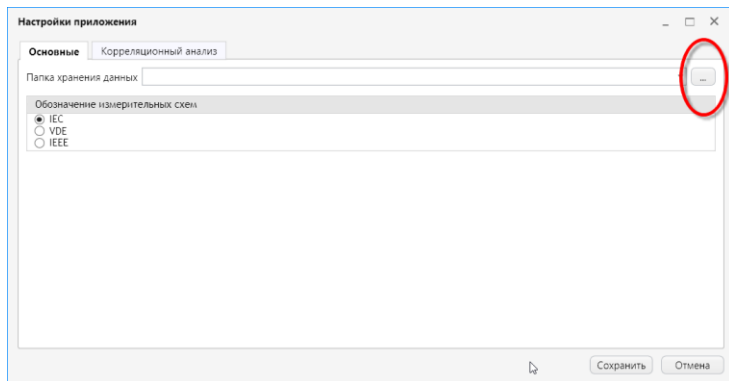 Настройки приложения
Основные Корреляционный анализ
Папка хранения данных ...
Обозначение измерительных схем
IEC
VDE
IEEE
Сохранить Отмена